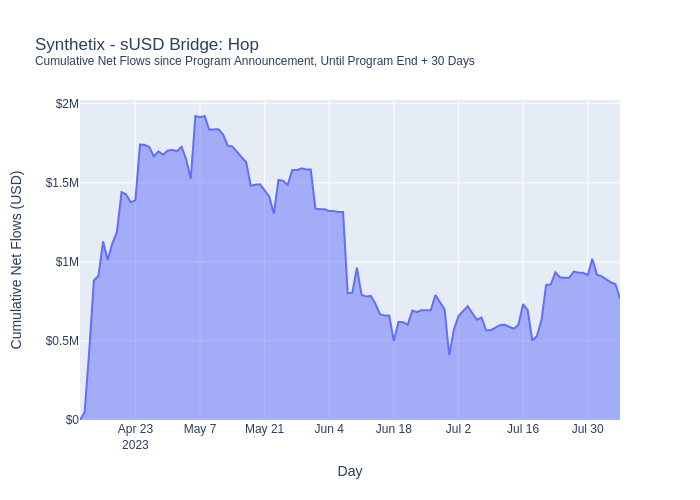 Synthetix - sUSD Bridge: Hop
Cumulative Net Flows since Program Announcement, Until Program End + 30 Days
Cumulative Net Flows (USD)
$2M
$1.5M
$1M
$0.5M
$0
Apr 23 May 7 May 21 Jun 4 Jun 18 Jul 2 Jul 16 Jul 30
2023
Day